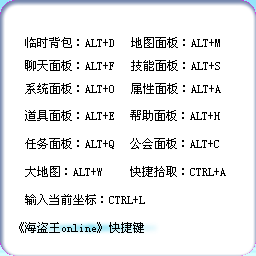 临时背包：ALT+D 地图面板：ALT+M
聊天面板：ALT+F 技能面板：ALT+S
系统面板：ALT+O 属性面板：ALT+A
道具面板：ALT+E 帮助面板：ALT+H
任务面板：ALT+Q 公会面板：ALT+C
大地图：ALT+W 快捷拾取：CTRL+A
输入当前坐标：CTRL+L
《海盗王online》快捷键